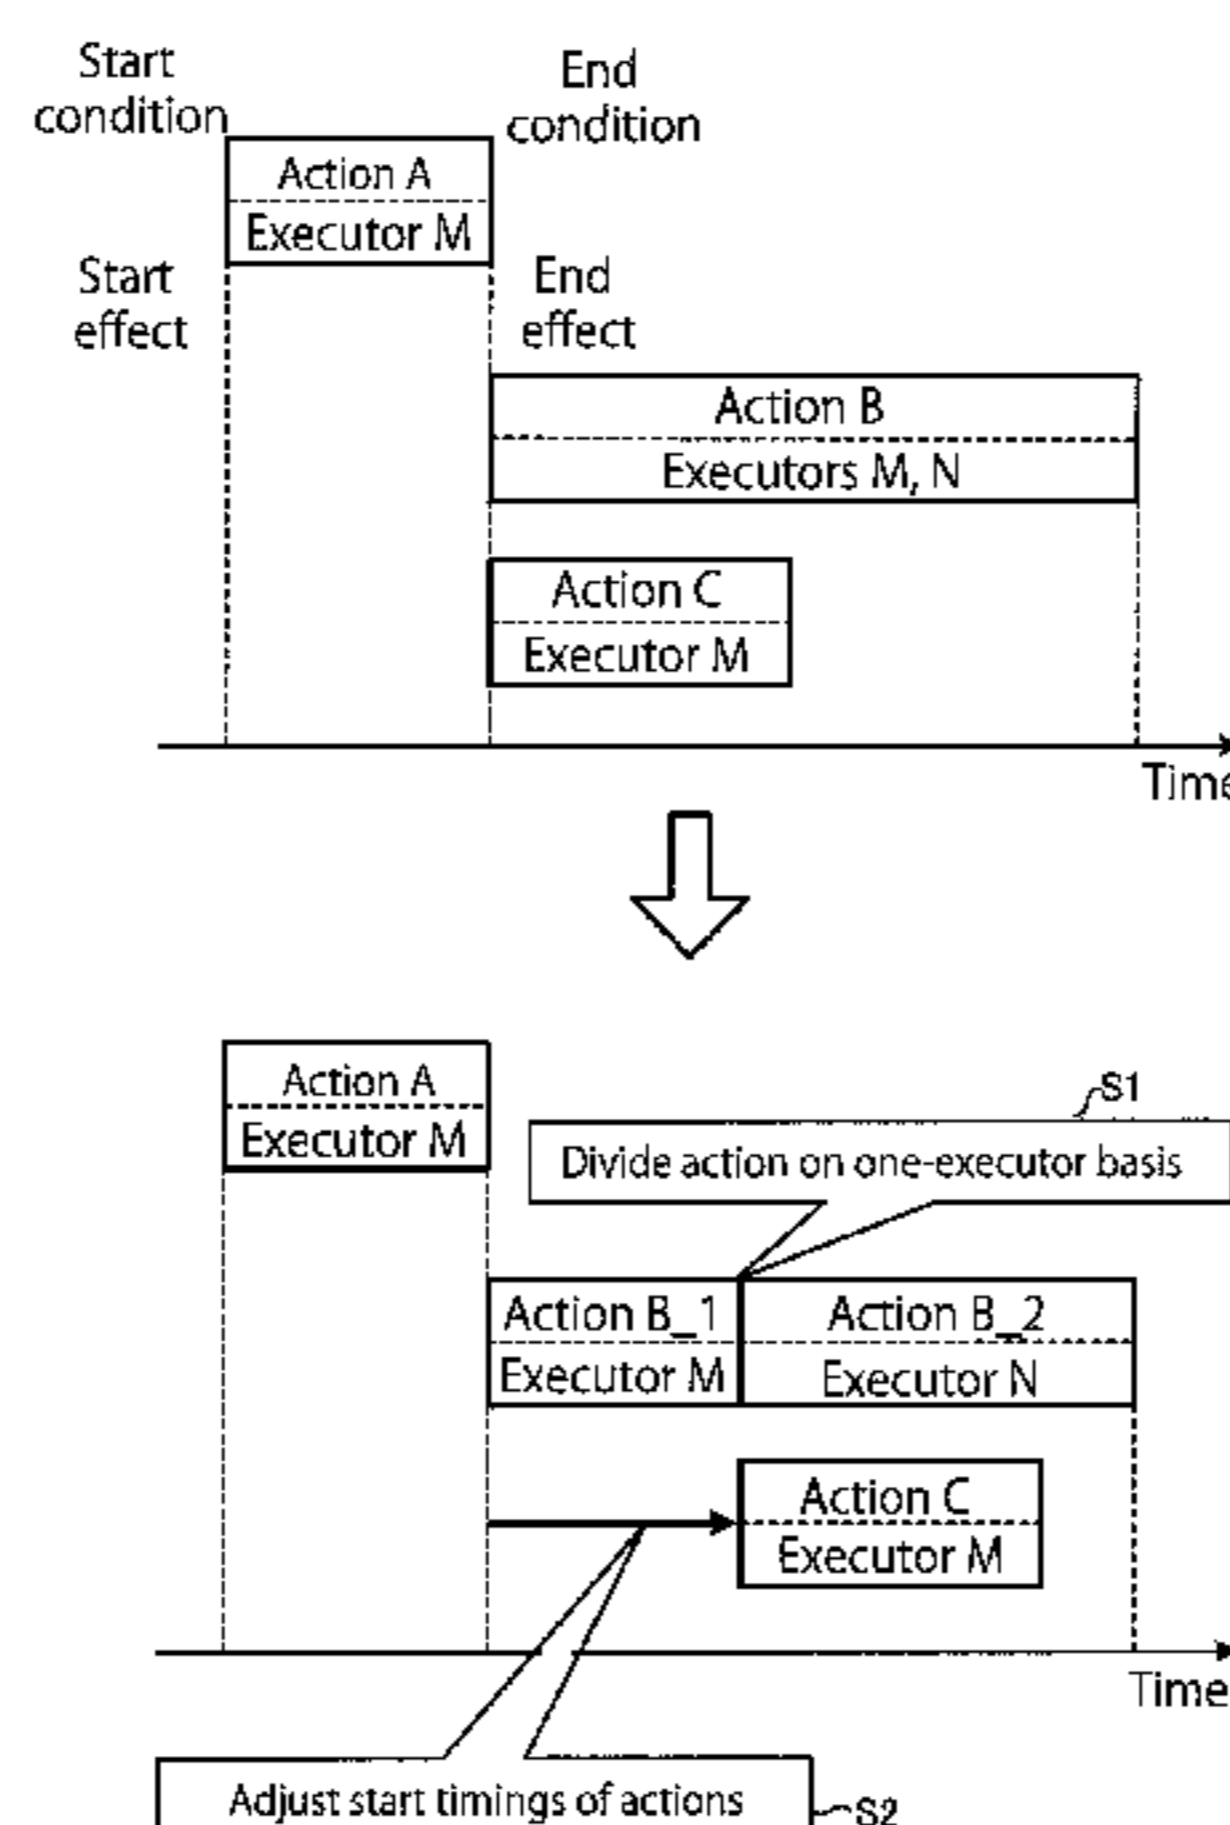 Start
condition
End
condition
Action A
Executor M
Start
effect
End
effect
Action B
Executors M, N
Action C
Executor M
Time
Action A
Executor M
S1
Divide action on one-executor basis
Action B_1
Executor M
Action B_2
Executor N
Action C
Executor M
Time
Adjust start timings of actions
S2